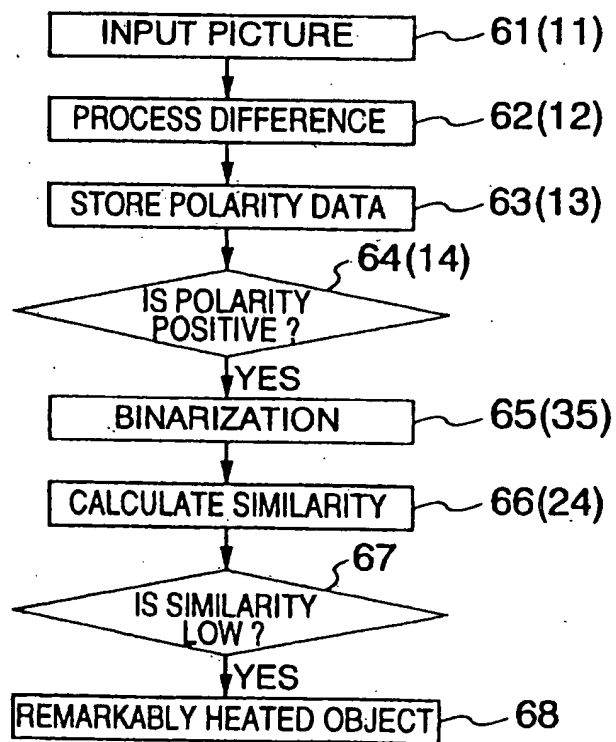 INPUT PICTURE 61(11)
PROCESS DIFFERENCE 62(12)
STORE POLARITY DATA 63(13)
64(14)
IS POLARITY
POSITIVE ?
YES
BINARIZATION 65(35)
CALCULATE SIMILARITY 66(24)
67
IS SIMILARITY
LOW ?
YES
REMARKABLY HEATED OBJECT 68